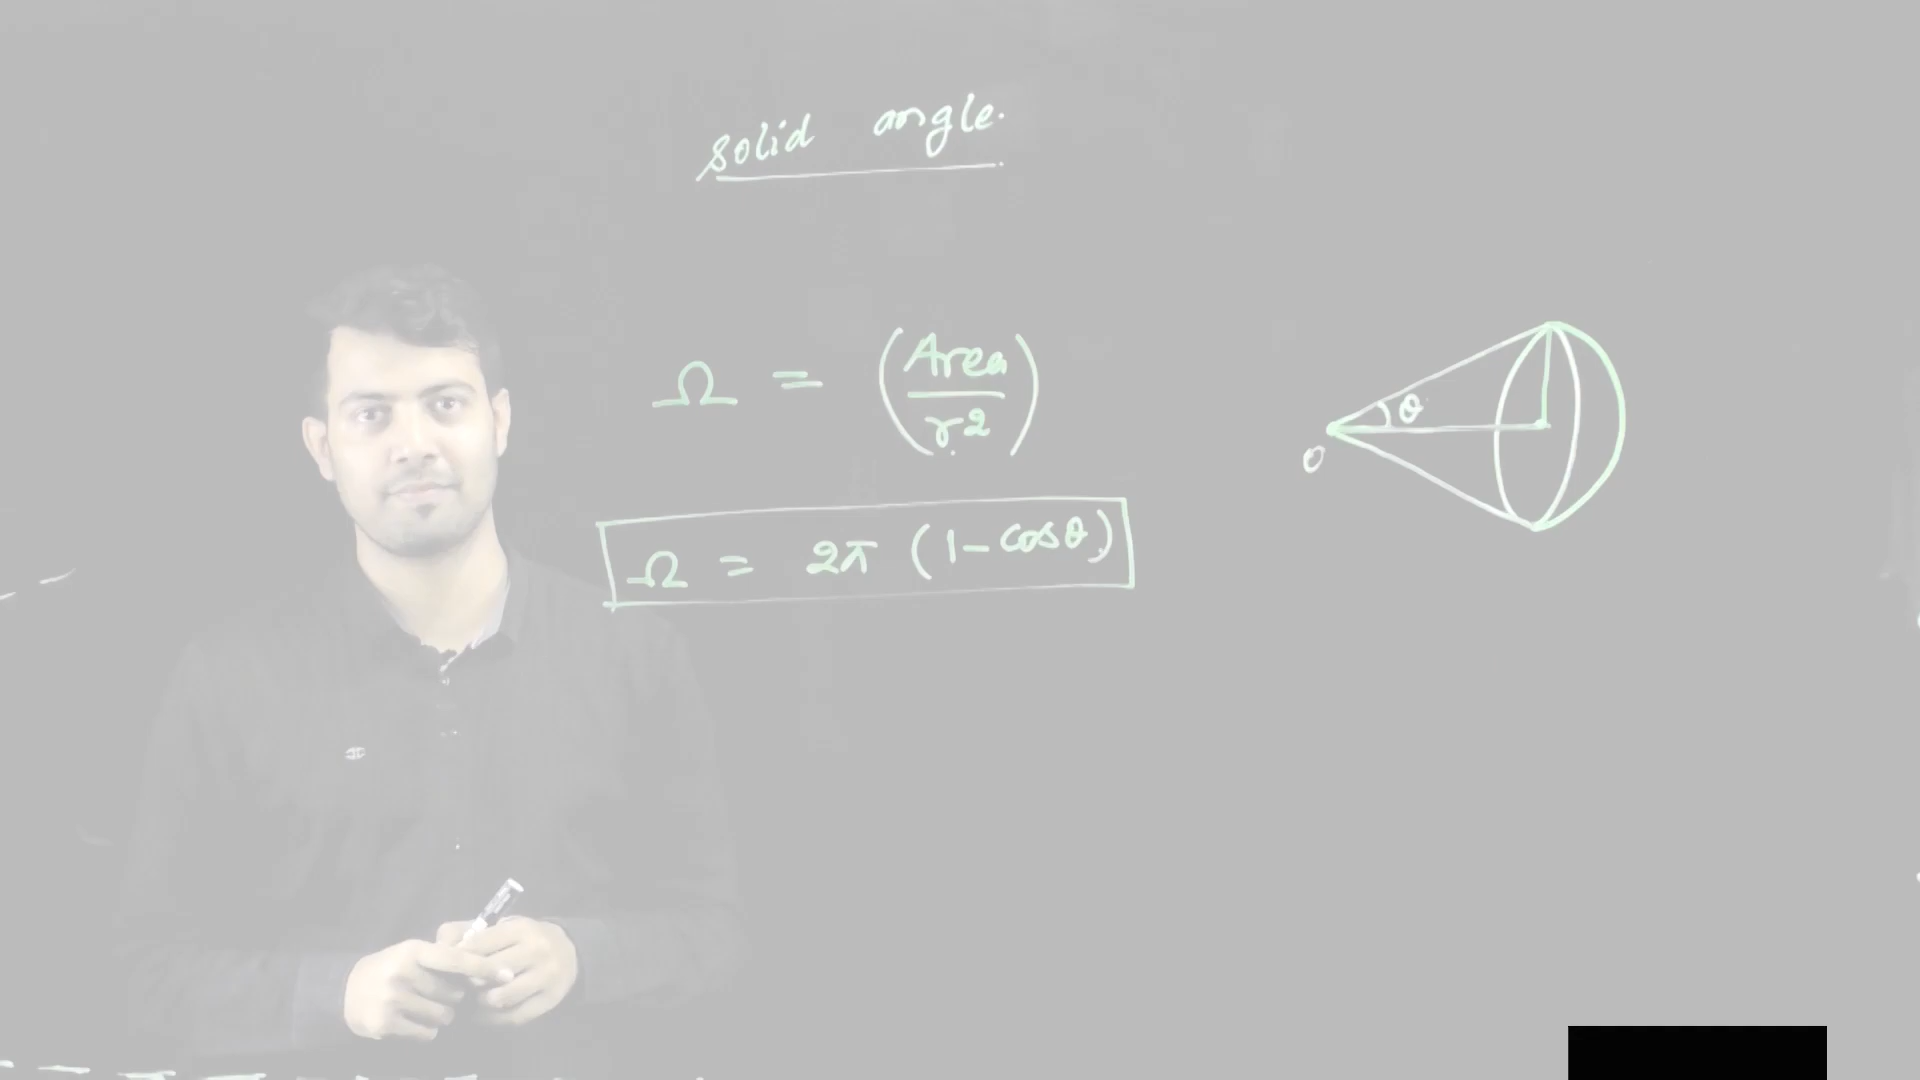 solid angle.
Ω = (Area / r²)
Ω = 2π (1 - cosθ)
θ
O